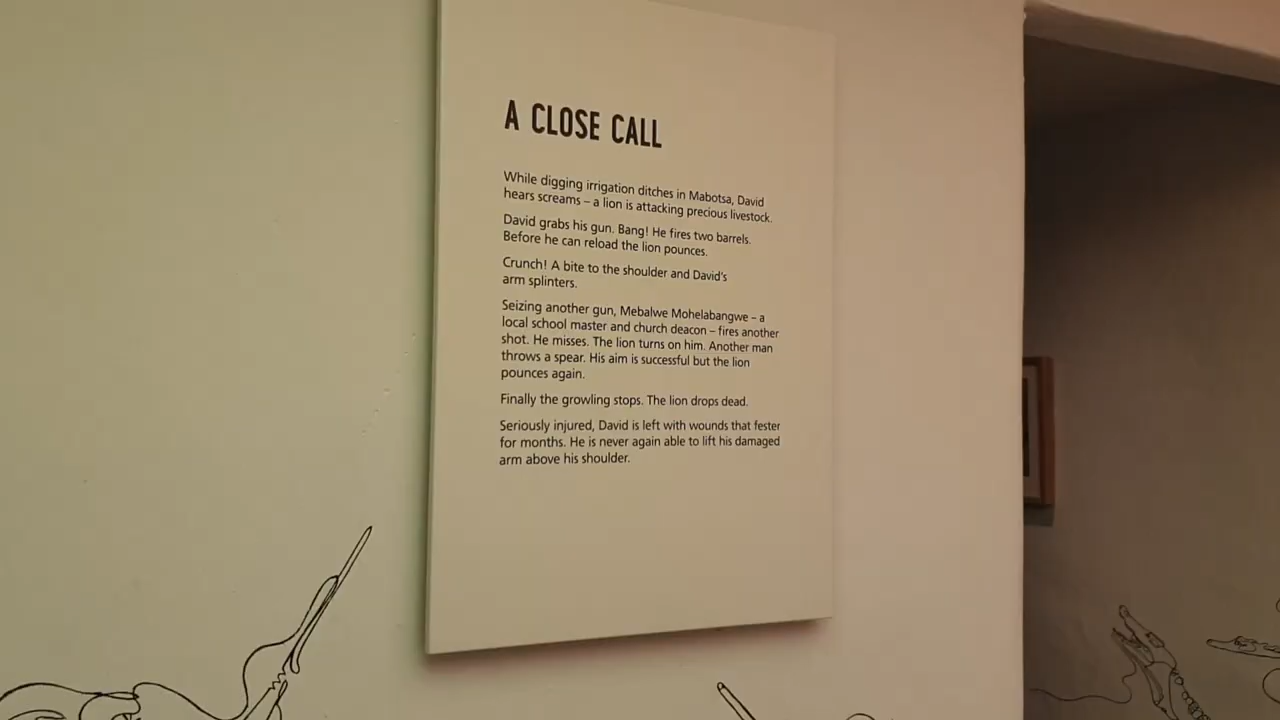 A CLOSE CALL
While digging irrigation ditches in Mabotsa, David
hears screams – a lion is attacking precious livestock.
David grabs his gun. Bang! He fires two barrels.
Before he can reload the lion pounces.
Crunch! A bite to the shoulder and David's
arm splinters.
Seizing another gun, Mebalwe Mohelabangwe – a
local school master and church deacon – fires another
shot. He misses. The lion turns on him. Another man
throws a spear. His aim is successful but the lion
pounces again.
Finally the growling stops. The lion drops dead.
Seriously injured, David is left with wounds that fester
for months. He is never again able to lift his damaged
arm above his shoulder.